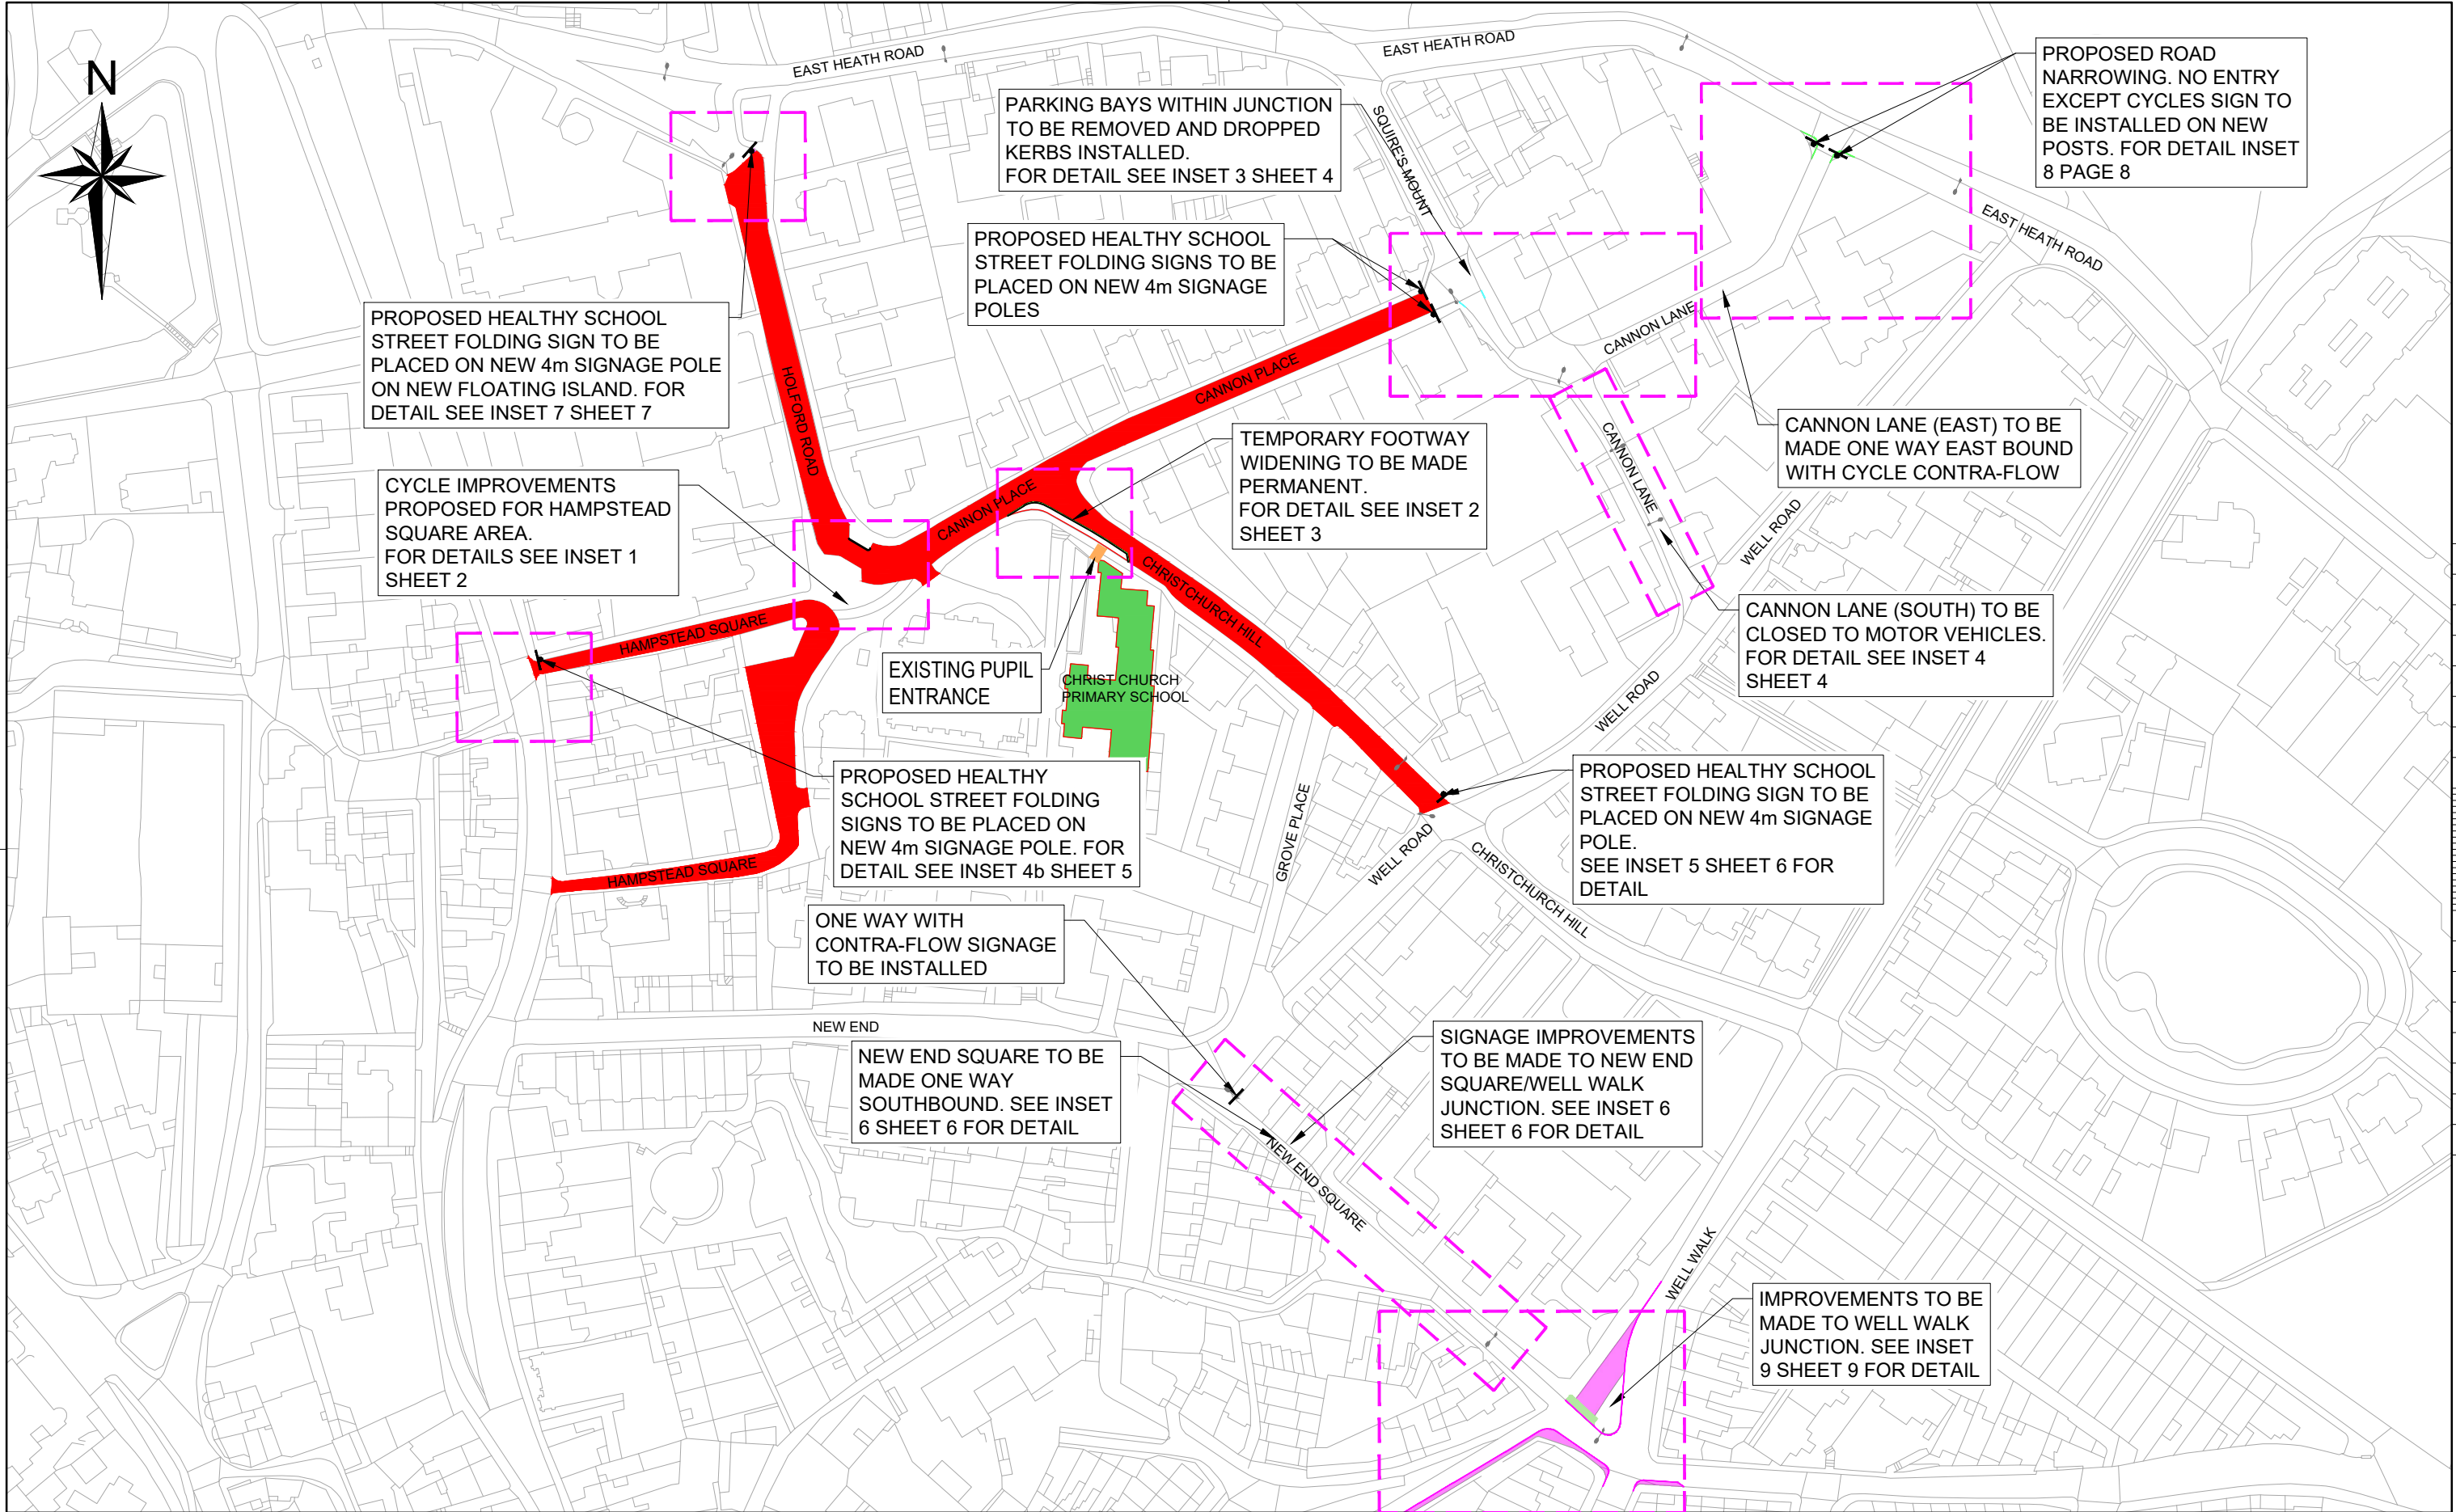 N
EAST HEATH ROAD
EAST HEATH ROAD
PROPOSED ROAD
NARROWING. NO ENTRY
EXCEPT CYCLES SIGN TO
BE INSTALLED ON NEW
POSTS. FOR DETAIL INSET
8 PAGE 8
PARKING BAYS WITHIN JUNCTION
TO BE REMOVED AND DROPPED
KERBS INSTALLED.
FOR DETAIL SEE INSET 3 SHEET 4
SQUIRE'S MOUNT
EAST HEATH ROAD
PROPOSED HEALTHY SCHOOL
STREET FOLDING SIGNS TO BE
PLACED ON NEW 4m SIGNAGE
POLES
PROPOSED HEALTHY SCHOOL
STREET FOLDING SIGN TO BE
PLACED ON NEW 4m SIGNAGE POLE
ON NEW FLOATING ISLAND. FOR
DETAIL SEE INSET 7 SHEET 7
HOLFORD ROAD
CANNON PLACE
CANNON LANE
CANNON LANE (EAST) TO BE
MADE ONE WAY EAST BOUND
WITH CYCLE CONTRA-FLOW
TEMPORARY FOOTWAY
WIDENING TO BE MADE
PERMANENT.
FOR DETAIL SEE INSET 2
SHEET 3
CANNON LANE
CYCLE IMPROVEMENTS
PROPOSED FOR HAMPSTEAD
SQUARE AREA.
FOR DETAILS SEE INSET 1
SHEET 2
CANNON PLACE
WELL ROAD
CHRISTCHURCH HILL
CANNON LANE (SOUTH) TO BE
CLOSED TO MOTOR VEHICLES.
FOR DETAIL SEE INSET 4
SHEET 4
HAMPSTEAD SQUARE
EXISTING PUPIL
ENTRANCE
CHRIST CHURCH
PRIMARY SCHOOL
WELL ROAD
PROPOSED HEALTHY
SCHOOL STREET FOLDING
SIGNS TO BE PLACED ON
NEW 4m SIGNAGE POLE. FOR
DETAIL SEE INSET 4b SHEET 5
PROPOSED HEALTHY SCHOOL
STREET FOLDING SIGN TO BE
PLACED ON NEW 4m SIGNAGE
POLE.
SEE INSET 5 SHEET 6 FOR
DETAIL
GROVE PLACE
WELL ROAD
CHRISTCHURCH HILL
HAMPSTEAD SQUARE
ONE WAY WITH
CONTRA-FLOW SIGNAGE
TO BE INSTALLED
NEW END
NEW END SQUARE TO BE
MADE ONE WAY
SOUTHBOUND. SEE INSET
6 SHEET 6 FOR DETAIL
SIGNAGE IMPROVEMENTS
TO BE MADE TO NEW END
SQUARE/WELL WALK
JUNCTION. SEE INSET 6
SHEET 6 FOR DETAIL
NEW END SQUARE
WELL WALK
IMPROVEMENTS TO BE
MADE TO WELL WALK
JUNCTION. SEE INSET
9 SHEET 9 FOR DETAIL